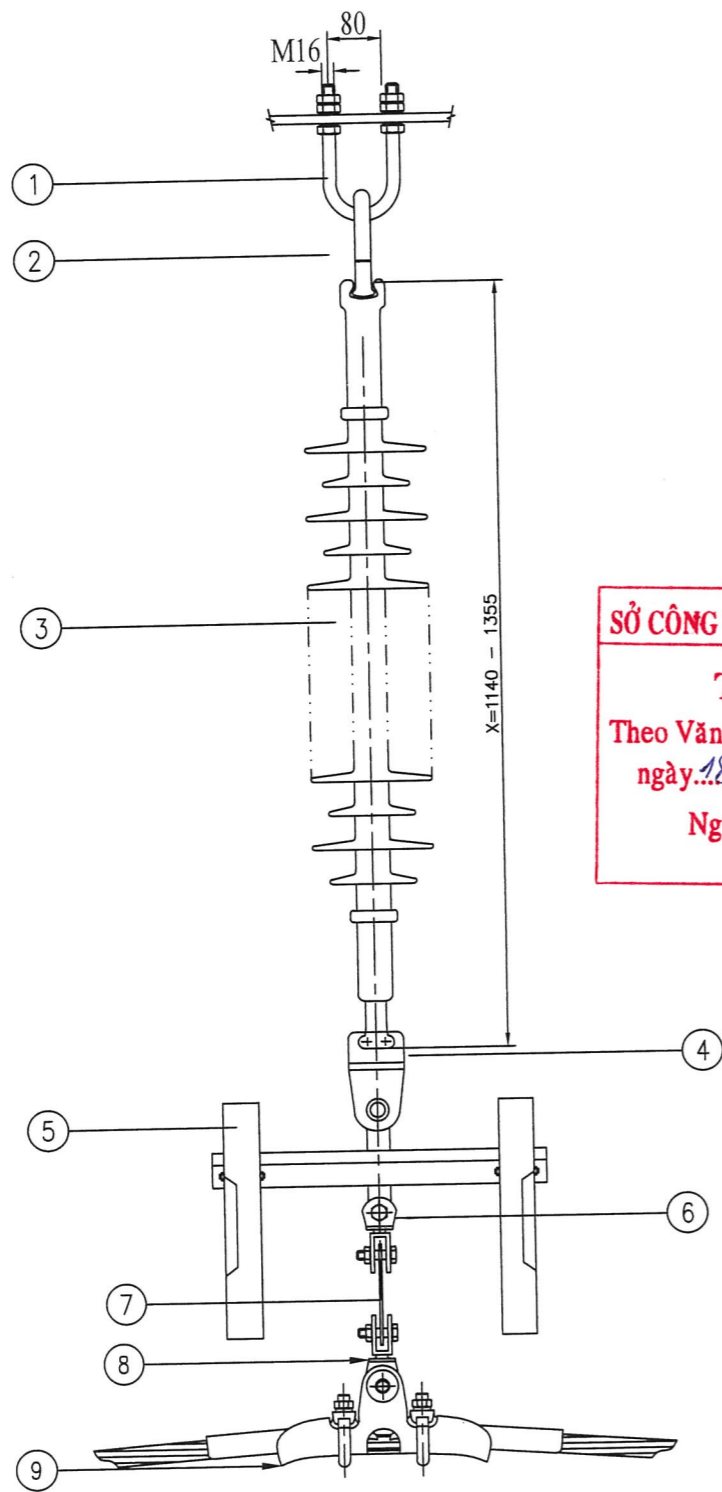 80
M16
1
2
3
X=1140 - 1355
SỞ CÔNG
T
Theo Văn
ngày....18
Ng
4
5
6
7
8
9